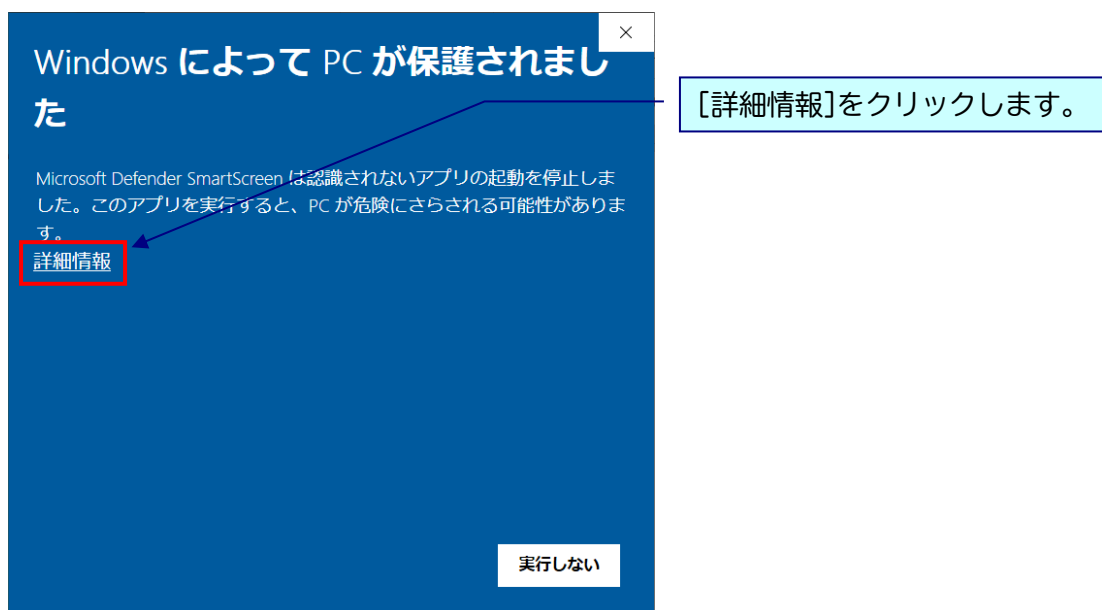 Windows によって PC が保護されまし
た
[詳細情報]をクリックします。
Microsoft Defender SmartScreen は認識されないアプリの起動を停止しま
した。このアプリを実行すると、PC が危険にさらされる可能性がありま
す。
詳細情報
実行しない